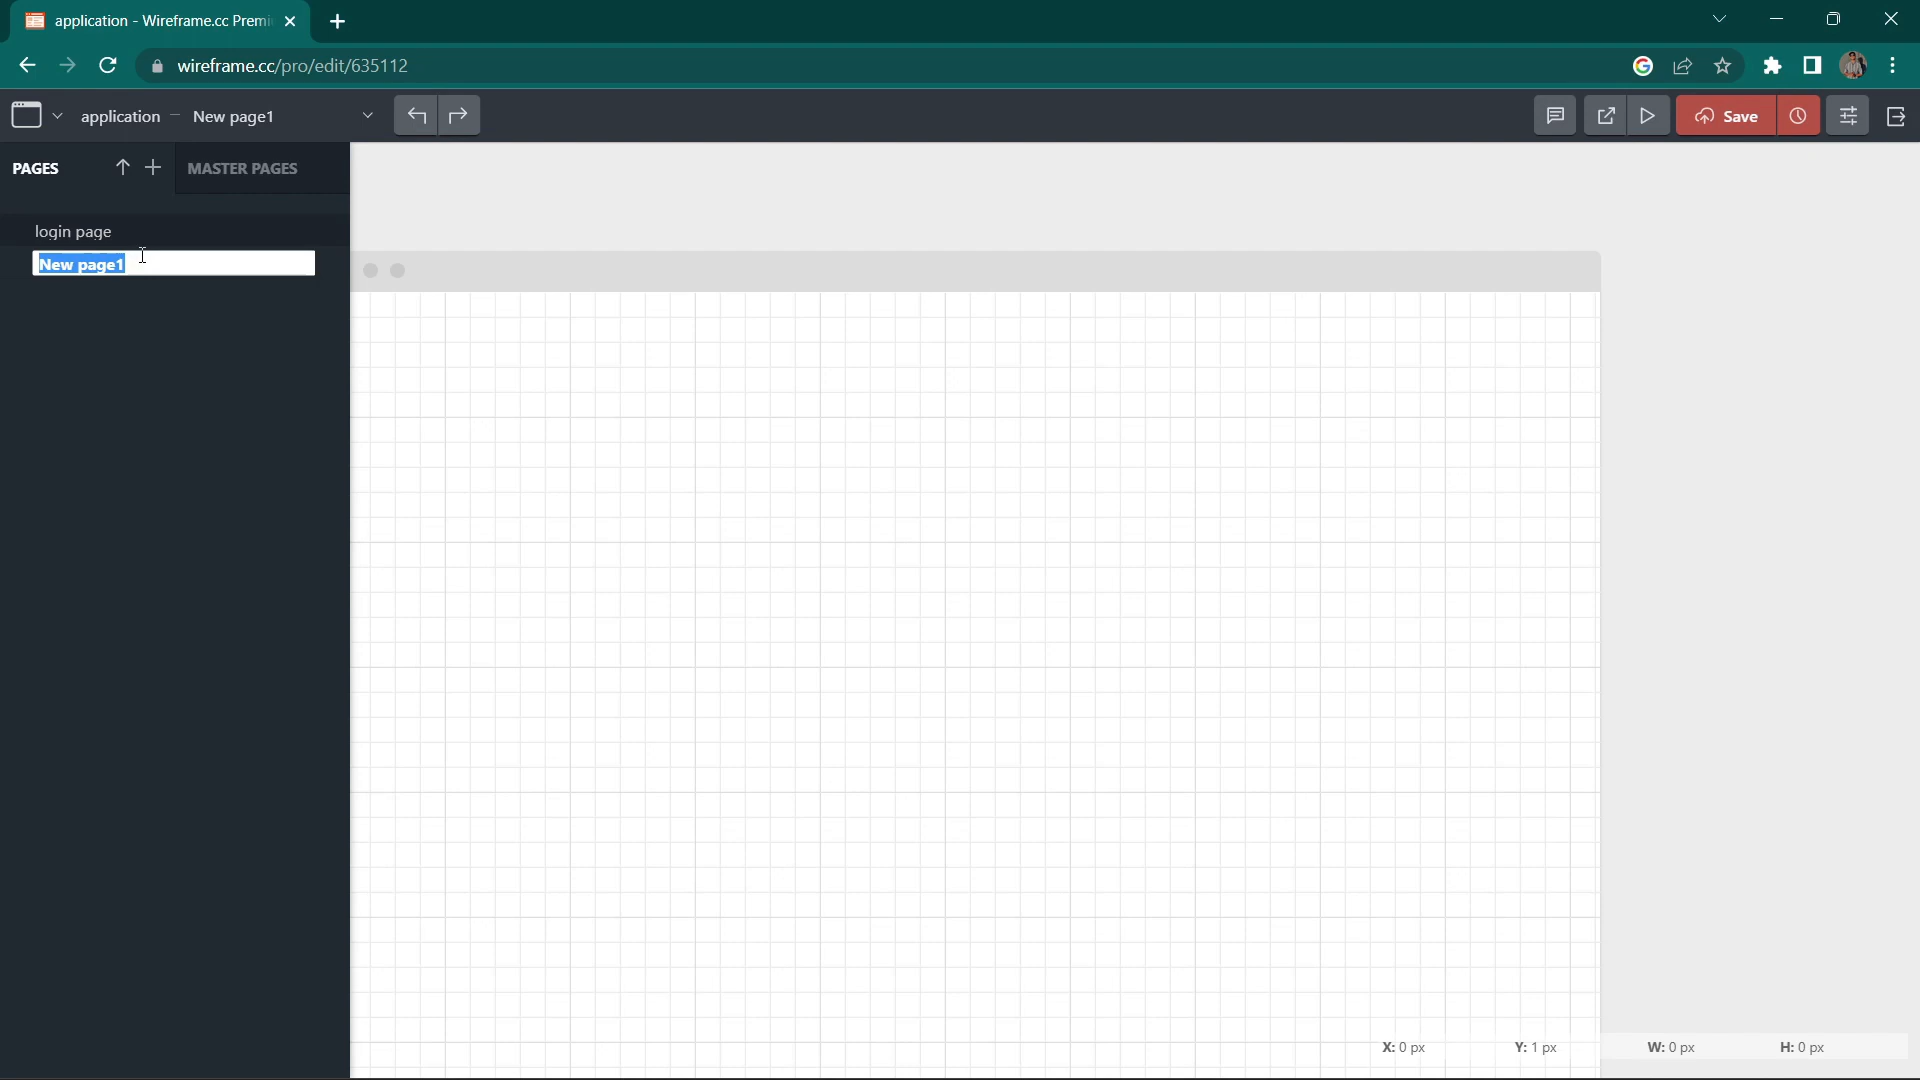 application - Wireframe.cc Premi
wireframe.cc/pro/edit/635112
application – New page1
Save
PAGES
MASTER PAGES
login page
New page1
X: 0 px
Y: 1 px
W: 0 px
H: 0 px